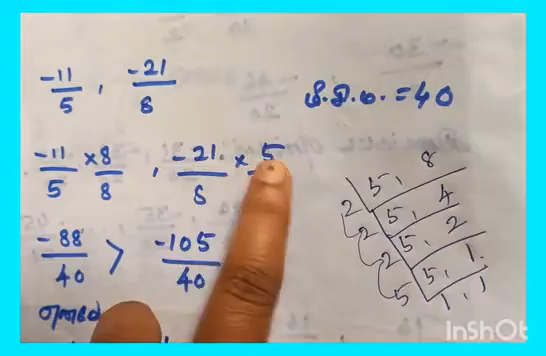 -11/5 , -21/8
மீ.சி.ம. = 40
-11/5 × 8/8 , -21/8 × 5
-88/40 > -105/40
2 | 5, 8
2 | 5, 4
2 | 5, 2
5 | 5, 1
1, 1
InShOt